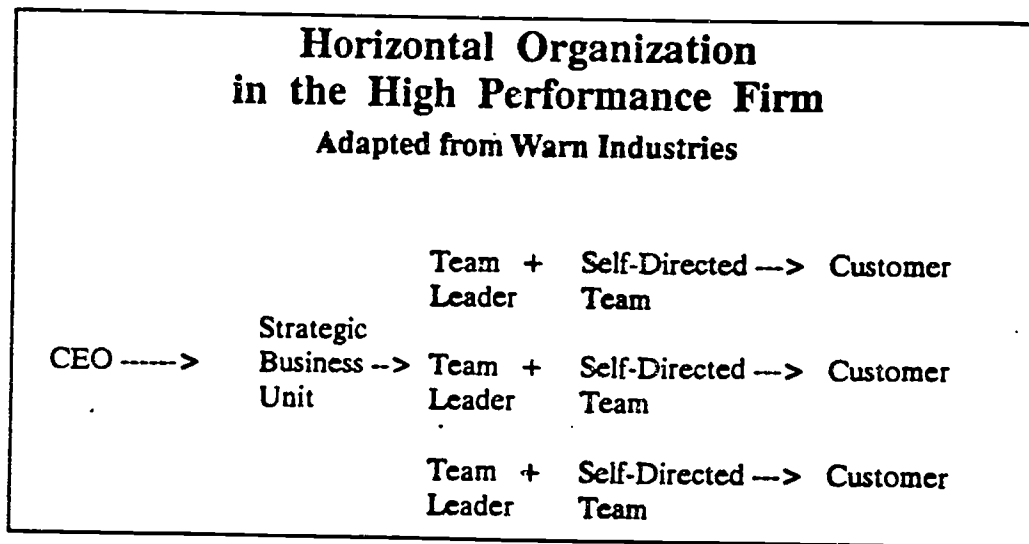 Horizontal Organization
in the High Performance Firm
Adapted from Warn Industries
Team + Self-Directed ---> Customer
Leader Team
Strategic
CEO ------> Business --> Team + Self-Directed ---> Customer
Unit Leader Team
Team + Self-Directed ---> Customer
Leader Team